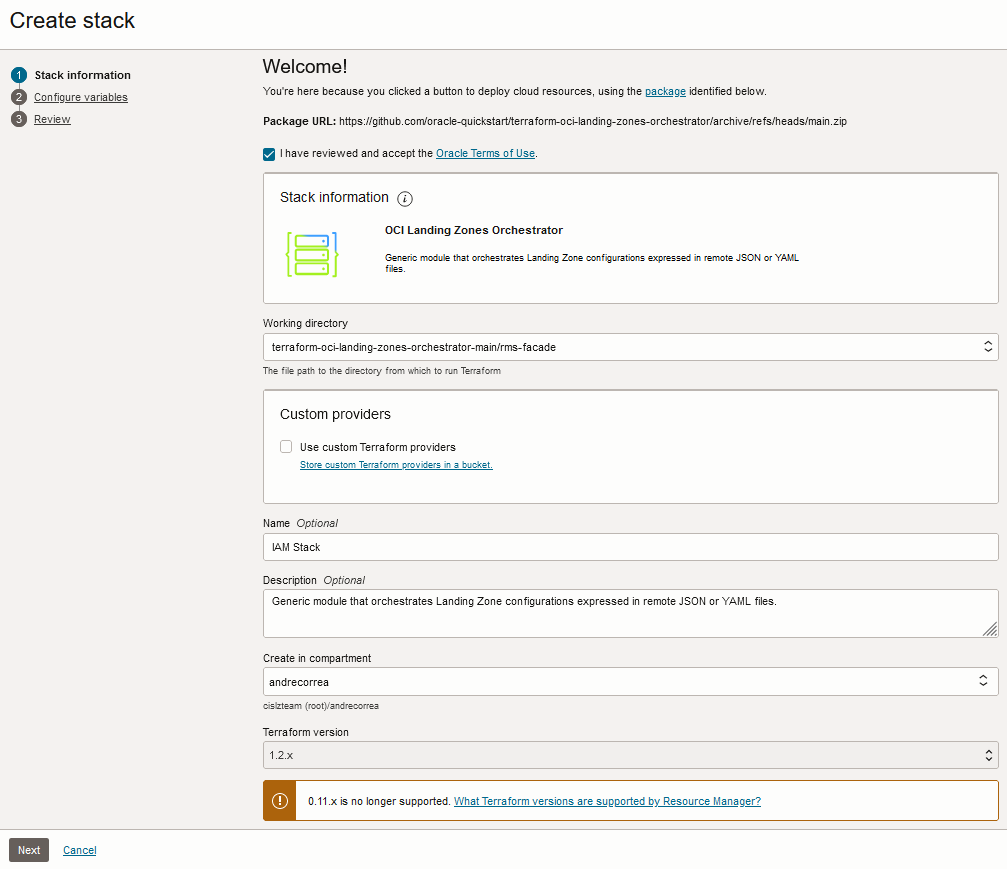 Create stack
1 Stack information
2 Configure variables
3 Review
Welcome!
You're here because you clicked a button to deploy cloud resources, using the package identified below.
Package URL: https://github.com/oracle-quickstart/terraform-oci-landing-zones-orchestrator/archive/refs/heads/main.zip
I have reviewed and accept the Oracle Terms of Use.
Stack information i
OCI Landing Zones Orchestrator
Generic module that orchestrates Landing Zone configurations expressed in remote JSON or YAML
files.
Working directory
terraform-oci-landing-zones-orchestrator-main/rms-facade
The file path to the directory from which to run Terraform
Custom providers
Use custom Terraform providers
Store custom Terraform providers in a bucket.
Name Optional
IAM Stack
Description Optional
Generic module that orchestrates Landing Zone configurations expressed in remote JSON or YAML files.
Create in compartment
andrecorrea
cislzteam (root)/andrecorrea
Terraform version
1.2.x
0.11.x is no longer supported. What Terraform versions are supported by Resource Manager?
Next Cancel